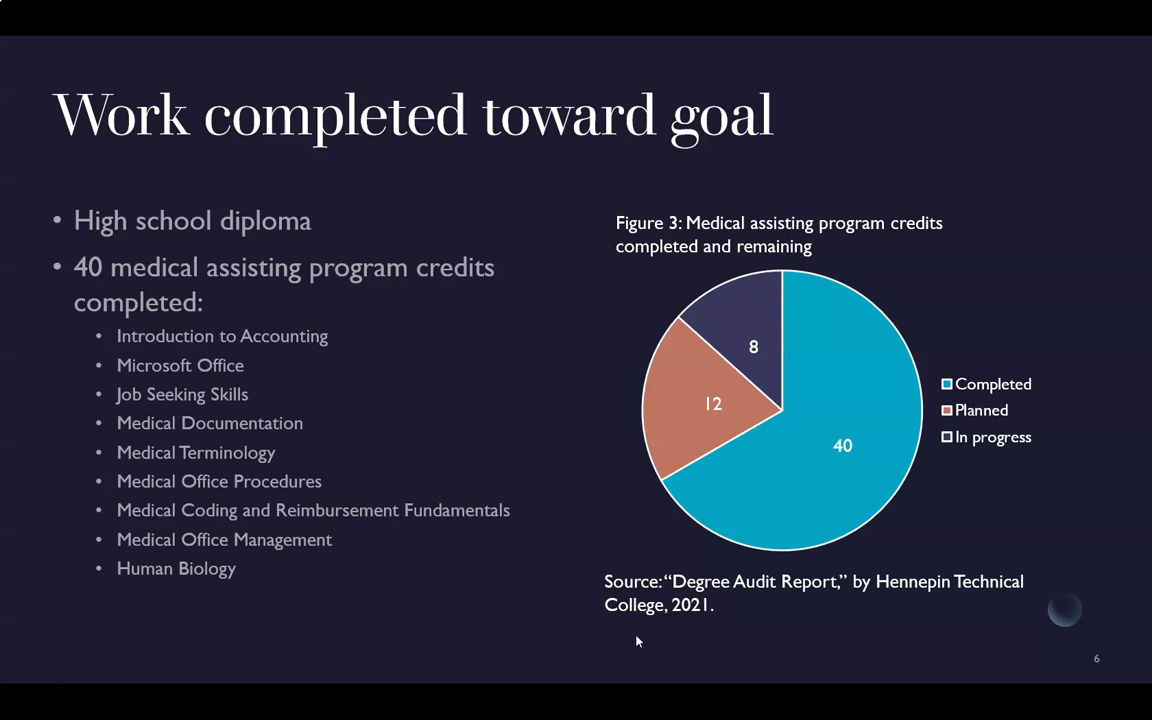 Work completed toward goal
• High school diploma
• 40 medical assisting program credits
completed:
• Introduction to Accounting
• Microsoft Office
• Job Seeking Skills
• Medical Documentation
• Medical Terminology
• Medical Office Procedures
• Medical Coding and Reimbursement Fundamentals
• Medical Office Management
• Human Biology
Figure 3: Medical assisting program credits
completed and remaining
8
12
40
Completed
Planned
In progress
Source: “Degree Audit Report,” by Hennepin Technical
College, 2021.
6